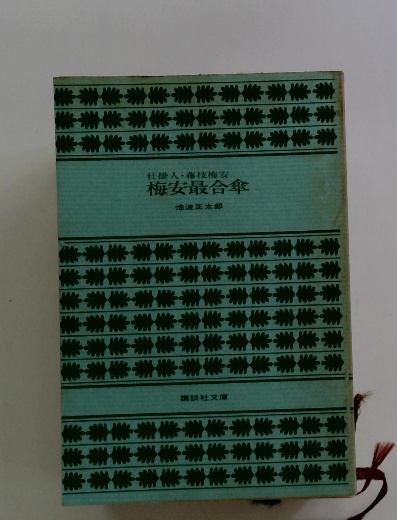 仕掛人・藤枝梅安
梅安最合傘
池波正太郎
講談社文庫